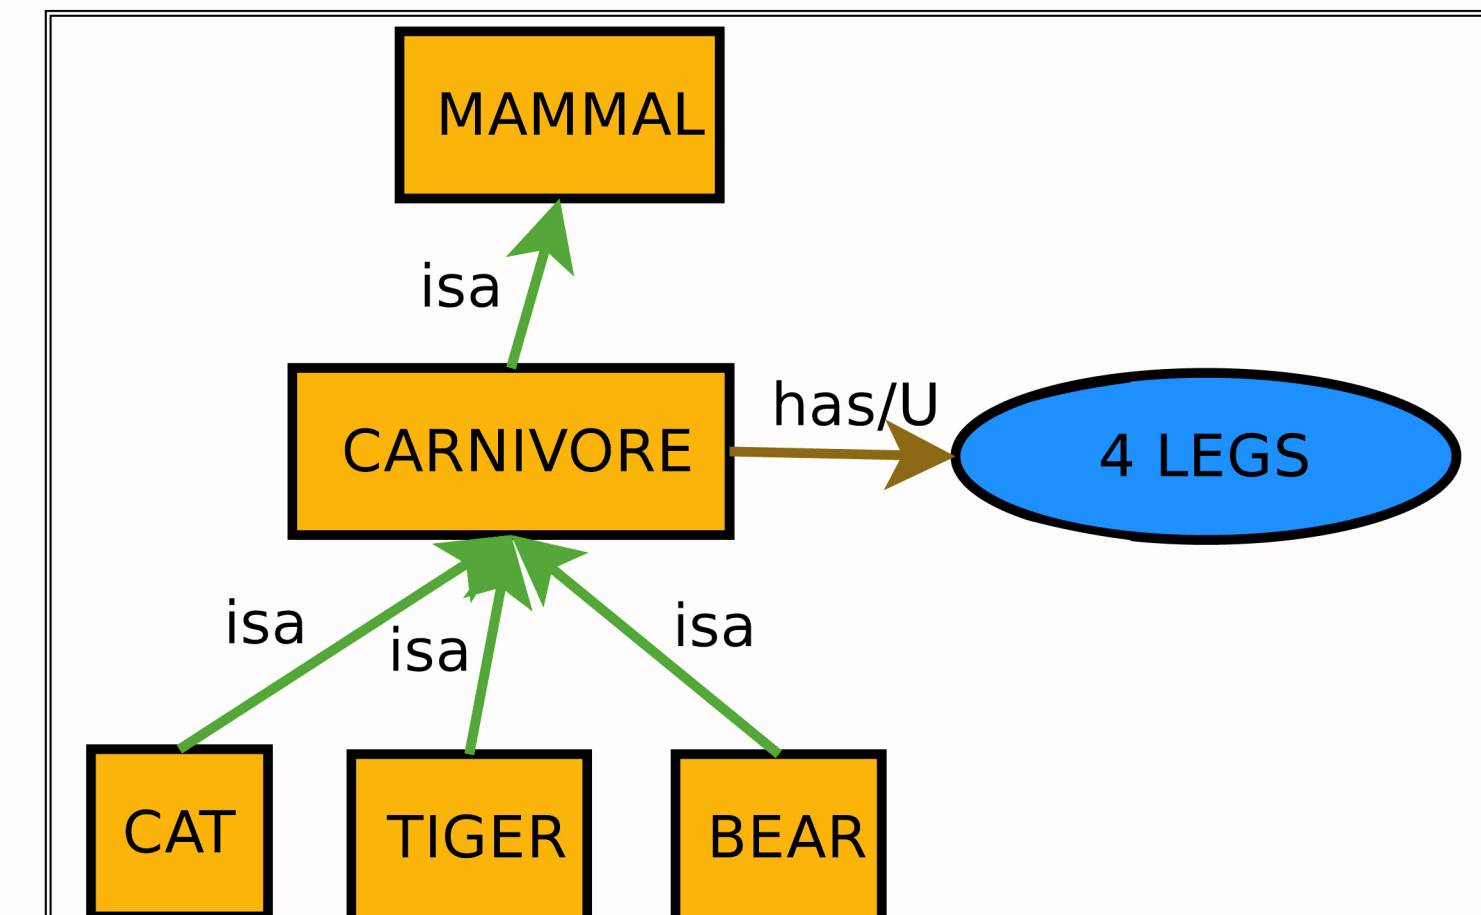 MAMMAL
isa
CARNIVORE
has/U
4 LEGS
isa
isa
isa
CAT
TIGER
BEAR